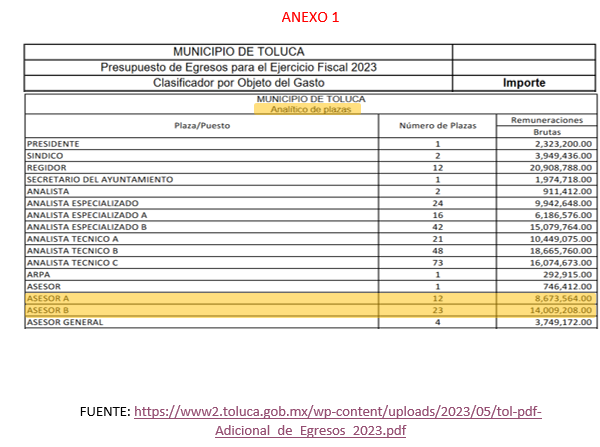 ANEXO 1
MUNICIPIO DE TOLUCA
Presupuesto de Egresos para el Ejercicio Fiscal 2023
Clasificador por Objeto del Gasto Importe
MUNICIPIO DE TOLUCA
Analítico de plazas
Plaza/Puesto Número de Plazas Remuneraciones
Brutas
PRESIDENTE 1 2,323,200.00
SINDICO 2 3,949,436.00
REGIDOR 12 20,908,788.00
SECRETARIO DEL AYUNTAMIENTO 1 1,974,718.00
ANALISTA 2 911,412.00
ANALISTA ESPECIALIZADO 24 9,942,648.00
ANALISTA ESPECIALIZADO A 16 6,186,576.00
ANALISTA ESPECIALIZADO B 42 15,079,764.00
ANALISTA TECNICO A 21 10,449,075.00
ANALISTA TECNICO B 48 18,665,760.00
ANALISTA TECNICO C 73 16,074,673.00
ARPA 1 292,915.00
ASESOR 1 746,412.00
ASESOR A 12 8,673,564.00
ASESOR B 23 14,009,208.00
ASESOR GENERAL 4 3,749,172.00
FUENTE: https://www2.toluca.gob.mx/wp-content/uploads/2023/05/tol-pdf-
Adicional_de_Egresos_2023.pdf